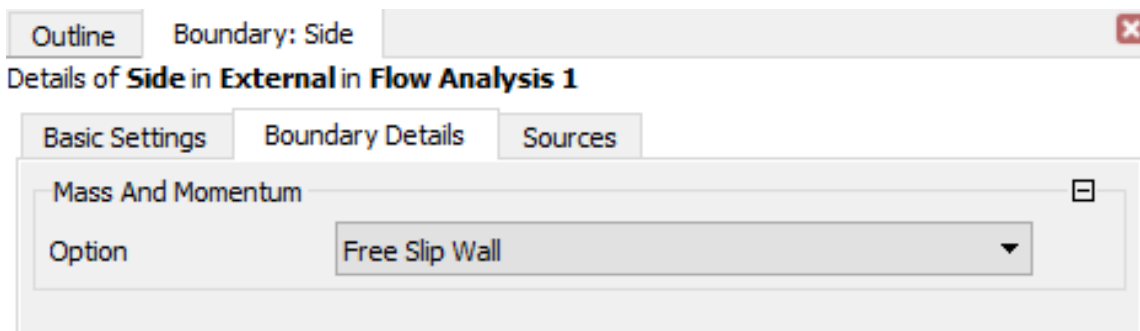 Outline Boundary: Side
Details of Side in External in Flow Analysis 1
Basic Settings Boundary Details Sources
Mass And Momentum
Option Free Slip Wall